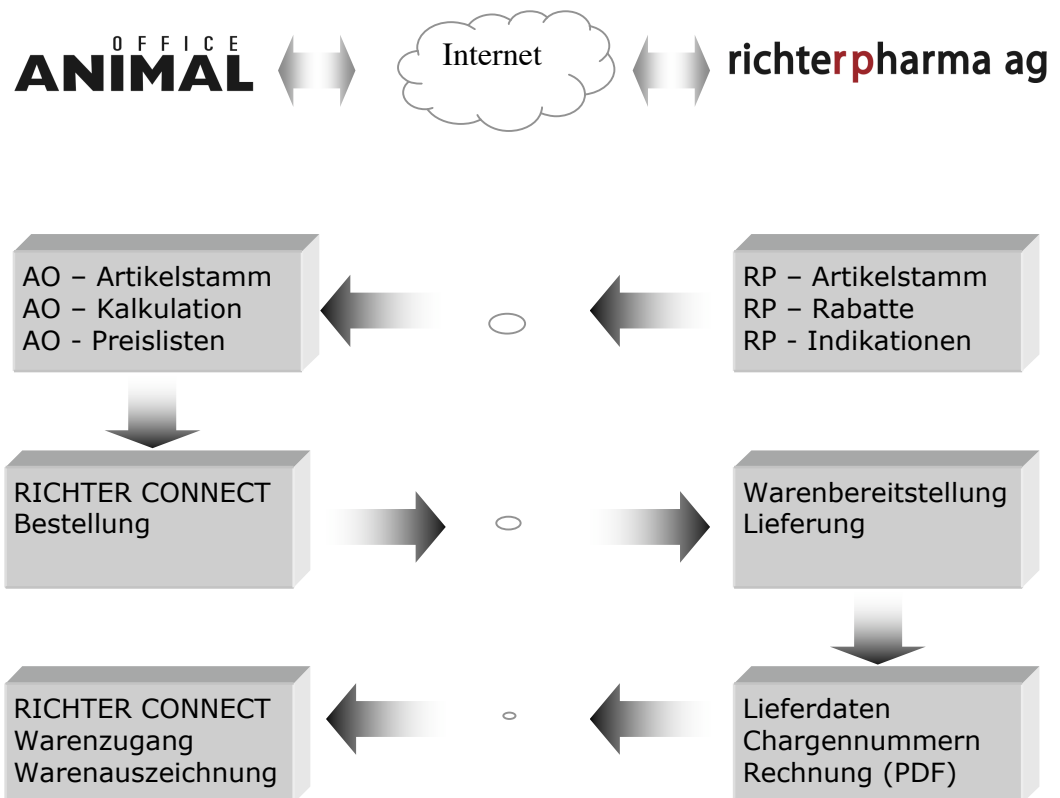 OFFICE
ANIMAL
Internet
richterpharma ag
AO – Artikelstamm
AO – Kalkulation
AO - Preislisten
RP – Artikelstamm
RP – Rabatte
RP - Indikationen
RICHTER CONNECT
Bestellung
Warenbereitstellung
Lieferung
RICHTER CONNECT
Warenzugang
Warenauszeichnung
Lieferdaten
Chargennummern
Rechnung (PDF)